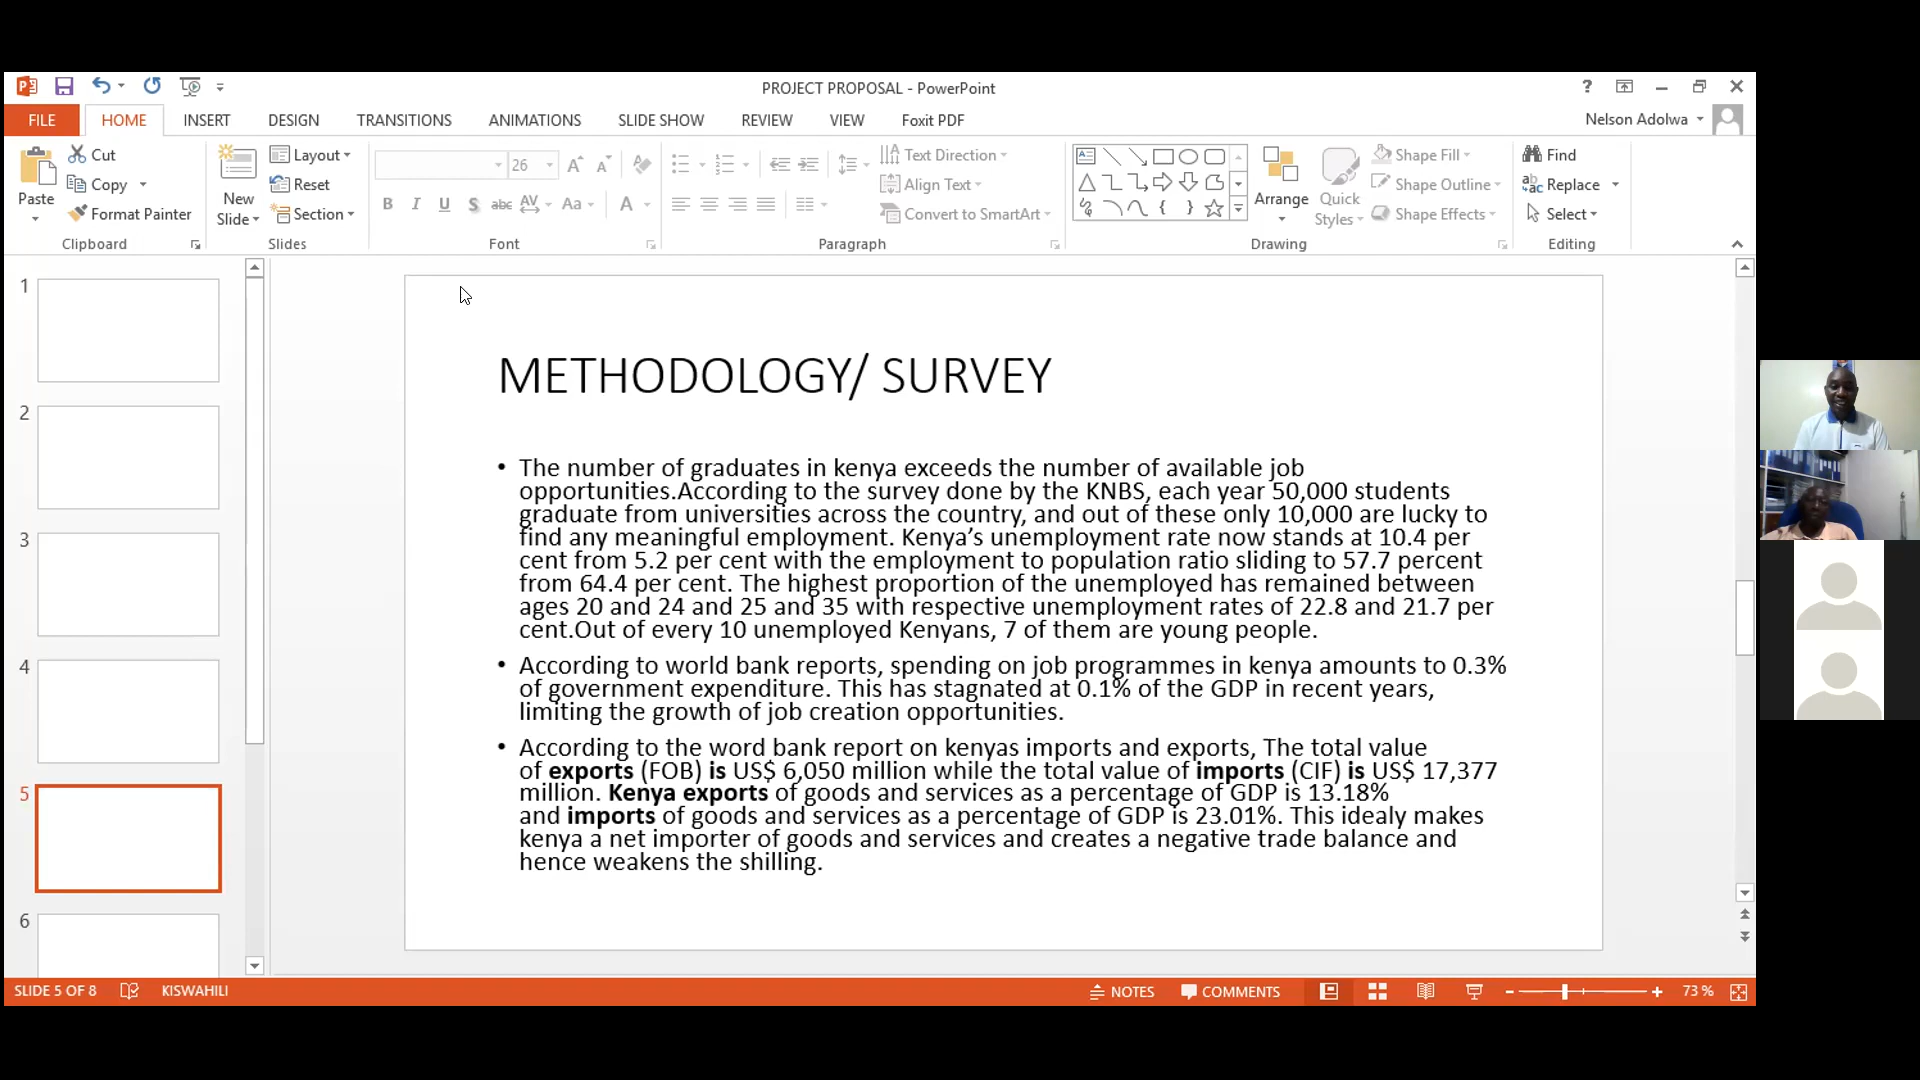 PROJECT PROPOSAL - PowerPoint
?
FILE HOME INSERT DESIGN TRANSITIONS ANIMATIONS SLIDE SHOW REVIEW VIEW Foxit PDF Nelson Adolwa
Paste
Cut
Copy
Format Painter
Clipboard
New Slide
Layout
Reset
Section
Slides
26
B I U S abc AV Aa A
Font
Text Direction
Align Text
Convert to SmartArt
Paragraph
Arrange
Quick Styles
Shape Fill
Shape Outline
Shape Effects
Drawing
Find
Replace
Select
Editing
1
2
3
4
5
6
METHODOLOGY/ SURVEY
• The number of graduates in kenya exceeds the number of available job
opportunities.According to the survey done by the KNBS, each year 50,000 students
graduate from universities across the country, and out of these only 10,000 are lucky to
find any meaningful employment. Kenya’s unemployment rate now stands at 10.4 per
cent from 5.2 per cent with the employment to population ratio sliding to 57.7 percent
from 64.4 per cent. The highest proportion of the unemployed has remained between
ages 20 and 24 and 25 and 35 with respective unemployment rates of 22.8 and 21.7 per
cent.Out of every 10 unemployed Kenyans, 7 of them are young people.
• According to world bank reports, spending on job programmes in kenya amounts to 0.3%
of government expenditure. This has stagnated at 0.1% of the GDP in recent years,
limiting the growth of job creation opportunities.
• According to the word bank report on kenyas imports and exports, The total value
of exports (FOB) is US$ 6,050 million while the total value of imports (CIF) is US$ 17,377
million. Kenya exports of goods and services as a percentage of GDP is 13.18%
and imports of goods and services as a percentage of GDP is 23.01%. This idealy makes
kenya a net importer of goods and services and creates a negative trade balance and
hence weakens the shilling.
SLIDE 5 OF 8 KISWAHILI NOTES COMMENTS 73 %